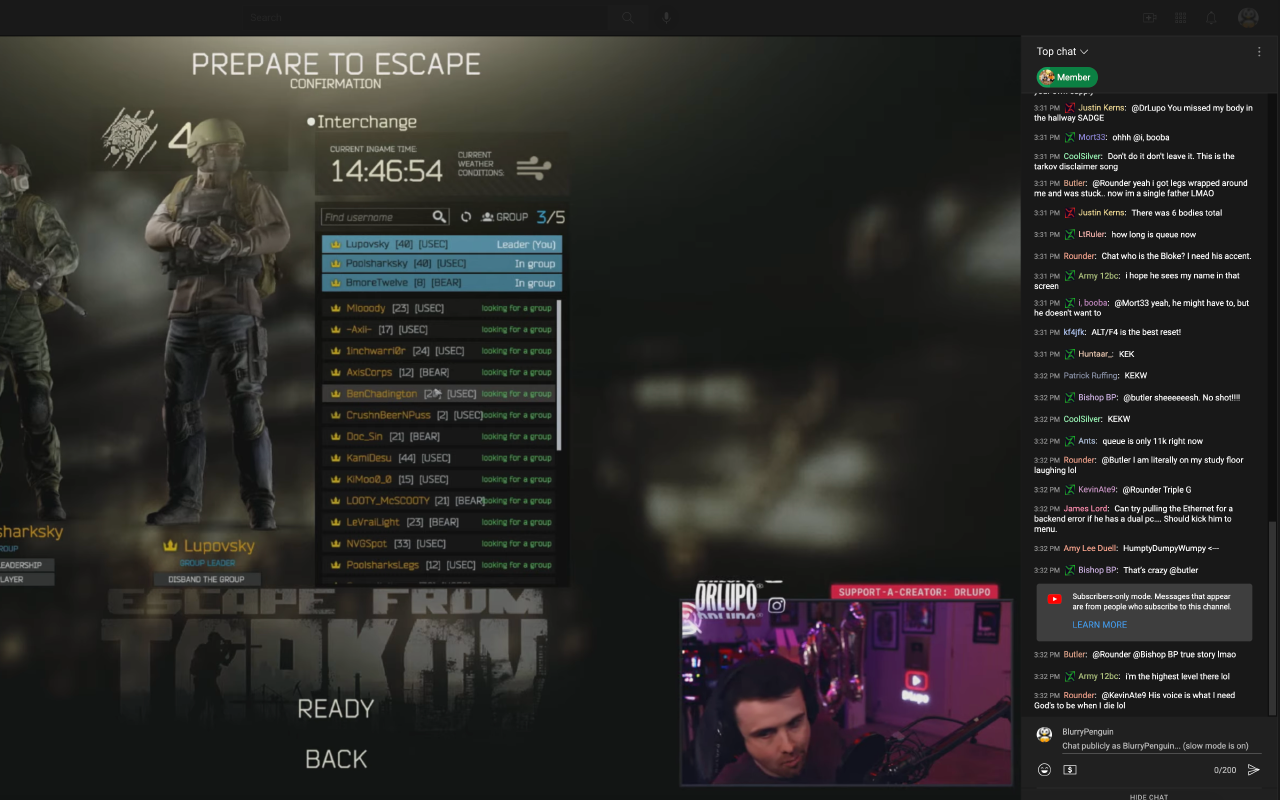 Search
PREPARE TO ESCAPE
CONFIRMATION
4
Interchange
CURRENT INGAME TIME:
14:46:54
CURRENT
WEATHER
CONDITIONS:
Find username
GROUP 3/5
Lupovsky [40] [USEC] Leader (You)
Poolsharksky [40] [USEC] In group
BmoreTwelve [8] [BEAR] In group
Mlooody [23] [USEC] looking for a group
-Axll- [17] [USEC] looking for a group
1inchwarri0r [24] [USEC] looking for a group
AxisCorps [12] [BEAR] looking for a group
BenChadington [USEC] looking for a group
CrushnBeerNPuss [2] [USEC] looking for a group
Doc_Sin [21] [BEAR] looking for a group
KamiDesu [44] [USEC] looking for a group
KiMoo0_0 [15] [USEC] looking for a group
LOOTY_McSCOOTY [21] [BEAR] looking for a group
LeVraiLight [23] [BEAR] looking for a group
NVGSpot [33] [USEC] looking for a group
PoolsharksLegs [12] [USEC] looking for a group
sharksky
OUP
EADERSHIP
LAYER
Lupovsky
GROUP LEADER
DISBAND THE GROUP
ESCAPE FROM
TARKOV
READY
BACK
DRLUPO
SUPPORT-A-CREATOR: DRLUPO
Lupo
Top chat
Member
your own supply
3:31 PM Justin Kerns: @DrLupo You missed my body in
the hallway SADGE
3:31 PM Mort33: ohhh @i, booba
3:31 PM CoolSilver: Don't do it don't leave it. This is the
tarkov disclaimer song
3:31 PM Butler: @Rounder yeah i got legs wrapped around
me and was stuck.. now im a single father LMAO
3:31 PM Justin Kerns: There was 6 bodies total
3:31 PM LtRuler: how long is queue now
3:31 PM Rounder: Chat who is the Bloke? I need his accent.
3:31 PM Army 12bc: i hope he sees my name in that
screen
3:31 PM i, booba: @Mort33 yeah, he might have to, but
he doesn't want to
3:31 PM kf4jfk: ALT/F4 is the best reset!
3:31 PM Huntaar_: KEK
3:32 PM Patrick Ruffing: KEKW
3:32 PM Bishop BP: @butler sheeeeeesh. No shot!!!!
3:32 PM CoolSilver: KEKW
3:32 PM Ants: queue is only 11k right now
3:32 PM Rounder: @Butler I am literally on my study floor
laughing lol
3:32 PM KevinAte9: @Rounder Triple G
3:32 PM James Lord: Can try pulling the Ethernet for a
backend error if he has a dual pc.... Should kick him to
menu.
3:32 PM Amy Lee Duell: HumptyDumpyWumpy <---
3:32 PM Bishop BP: That's crazy @butler
Subscribers-only mode. Messages that appear
are from people who subscribe to this channel.
LEARN MORE
3:32 PM Butler: @Rounder @Bishop BP true story lmao
3:32 PM Army 12bc: i'm the highest level there lol
3:32 PM Rounder: @KevinAte9 His voice is what I need
God's to be when I die lol
BlurryPenguin
Chat publicly as BlurryPenguin... (slow mode is on)
0/200
HIDE CHAT